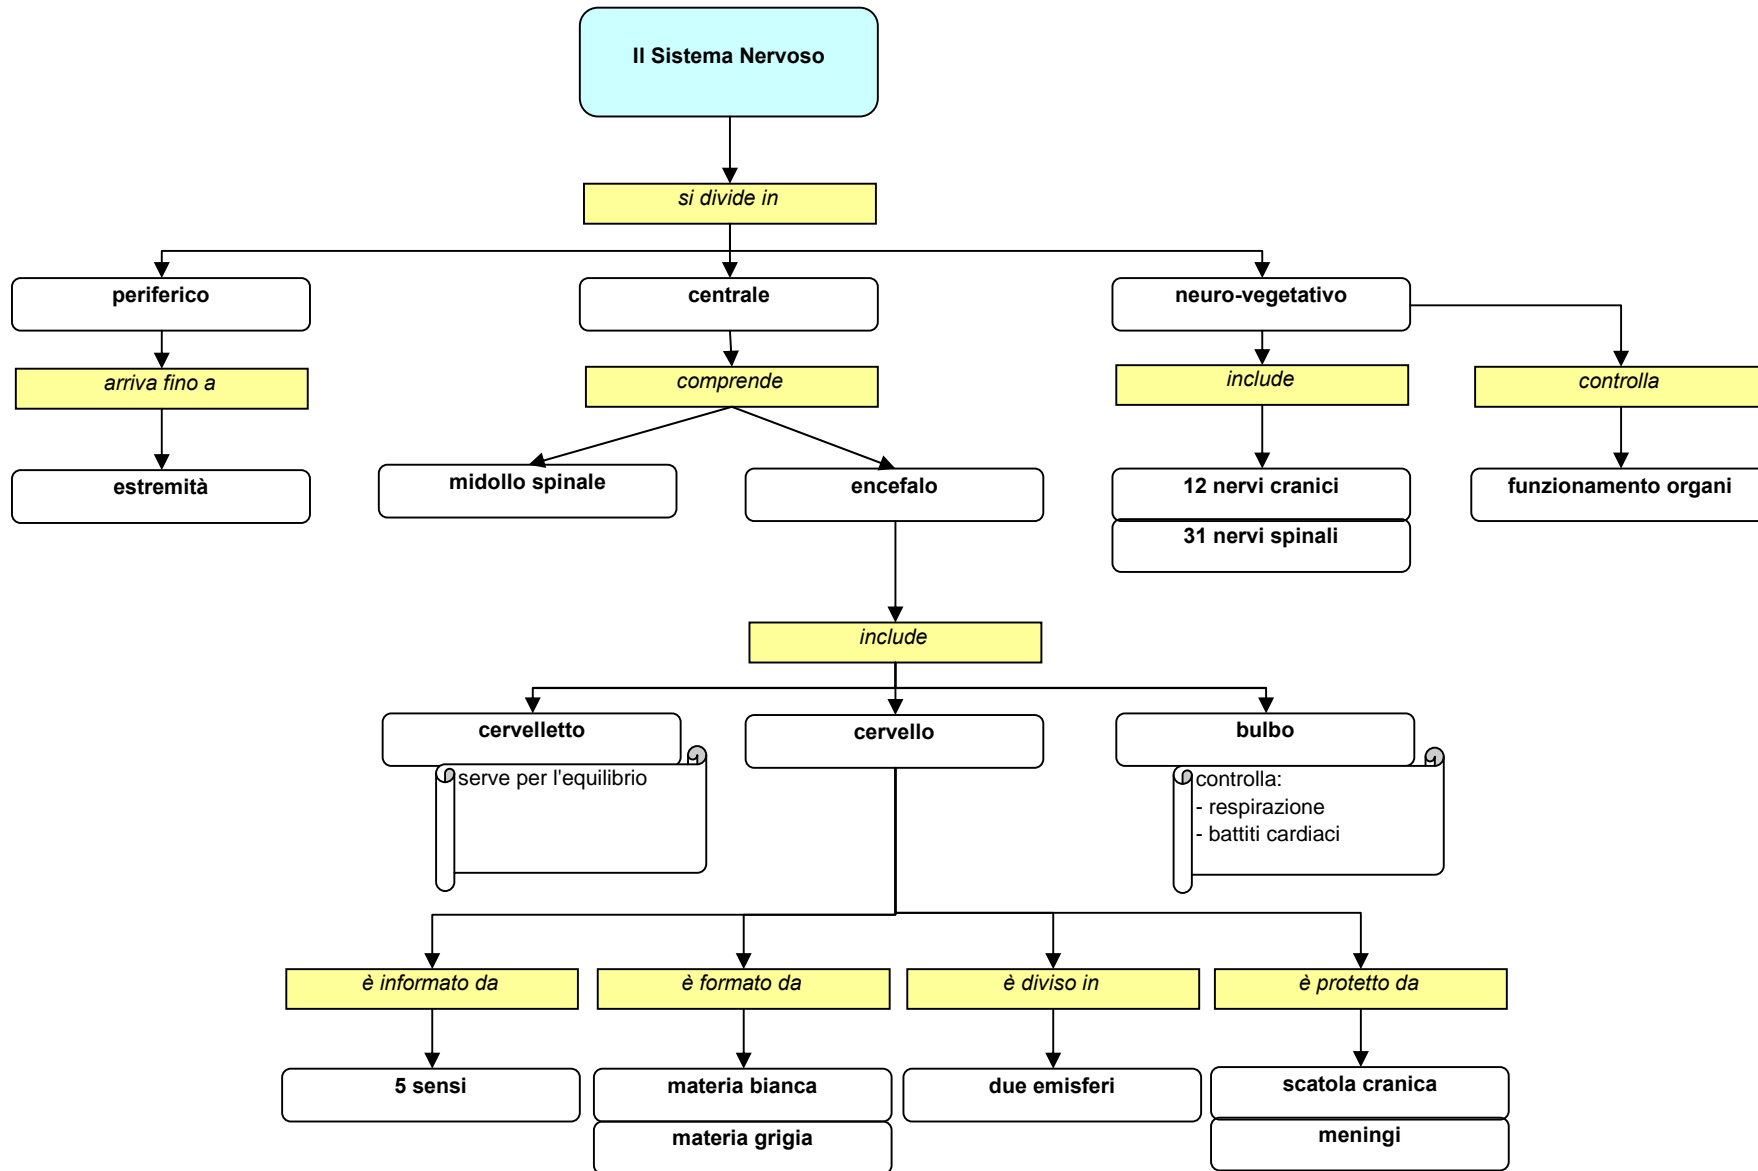 Il Sistema Nervoso
si divide in
periferico
centrale
neuro-vegetativo
arriva fino a
comprende
include
controlla
estremità
midollo spinale
encefalo
12 nervi cranici
funzionamento organi
31 nervi spinali
include
cervelletto
cervello
bulbo
serve per l'equilibrio
controlla:
- respirazione
- battiti cardiaci
è informato da
è formato da
è diviso in
è protetto da
5 sensi
materia bianca
due emisferi
scatola cranica
materia grigia
meningi